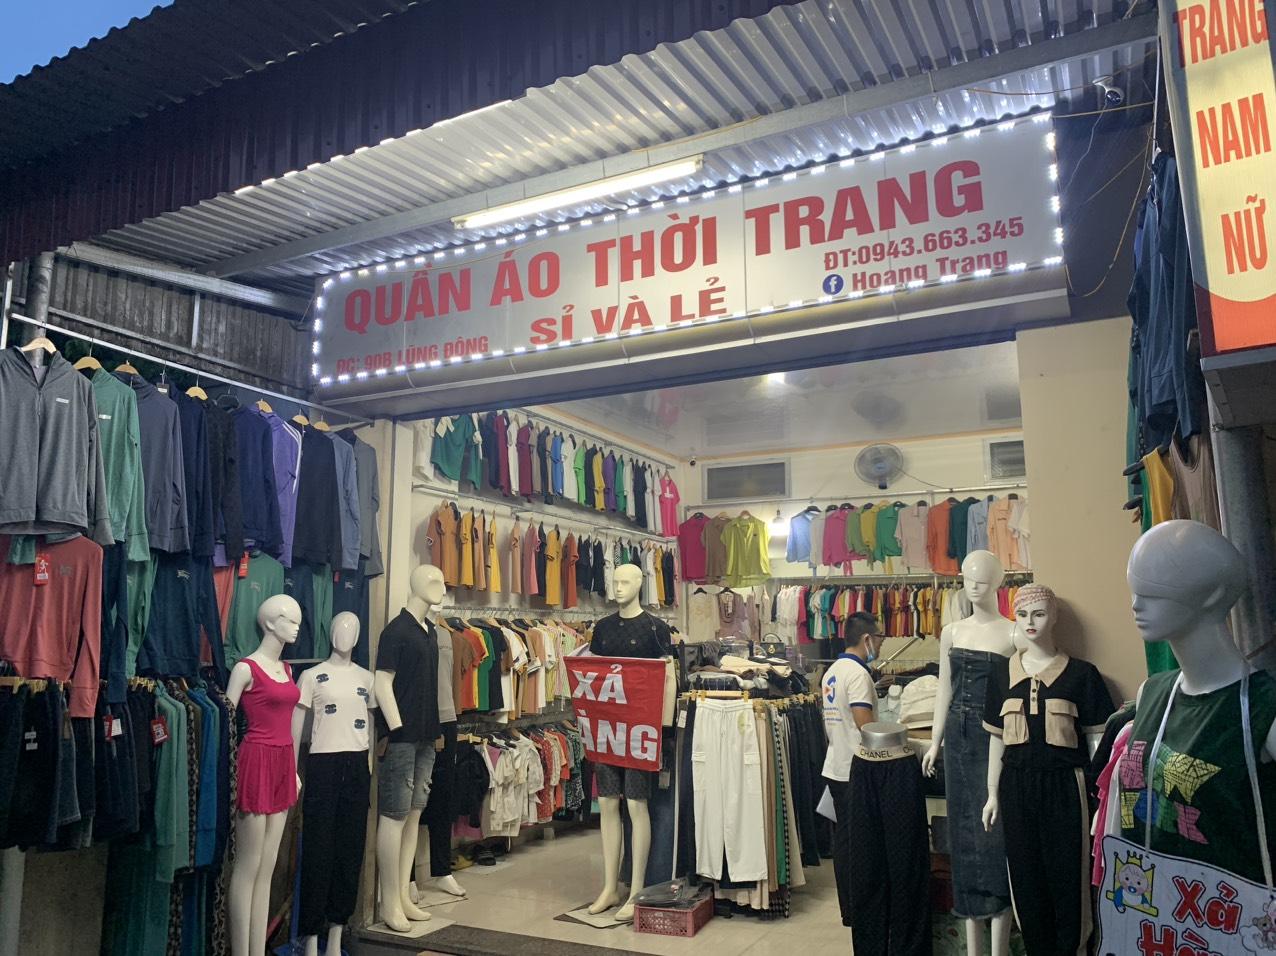 QUẦN ÁO THỜI TRANG
ĐT:0943.663.345
Hoang Trang
SỈ VÀ LẺ
ĐC: 90B LŨNG ĐÔNG
TRANG
NAM
NỮ
XẢ
ÀNG
CHANEL
Xả